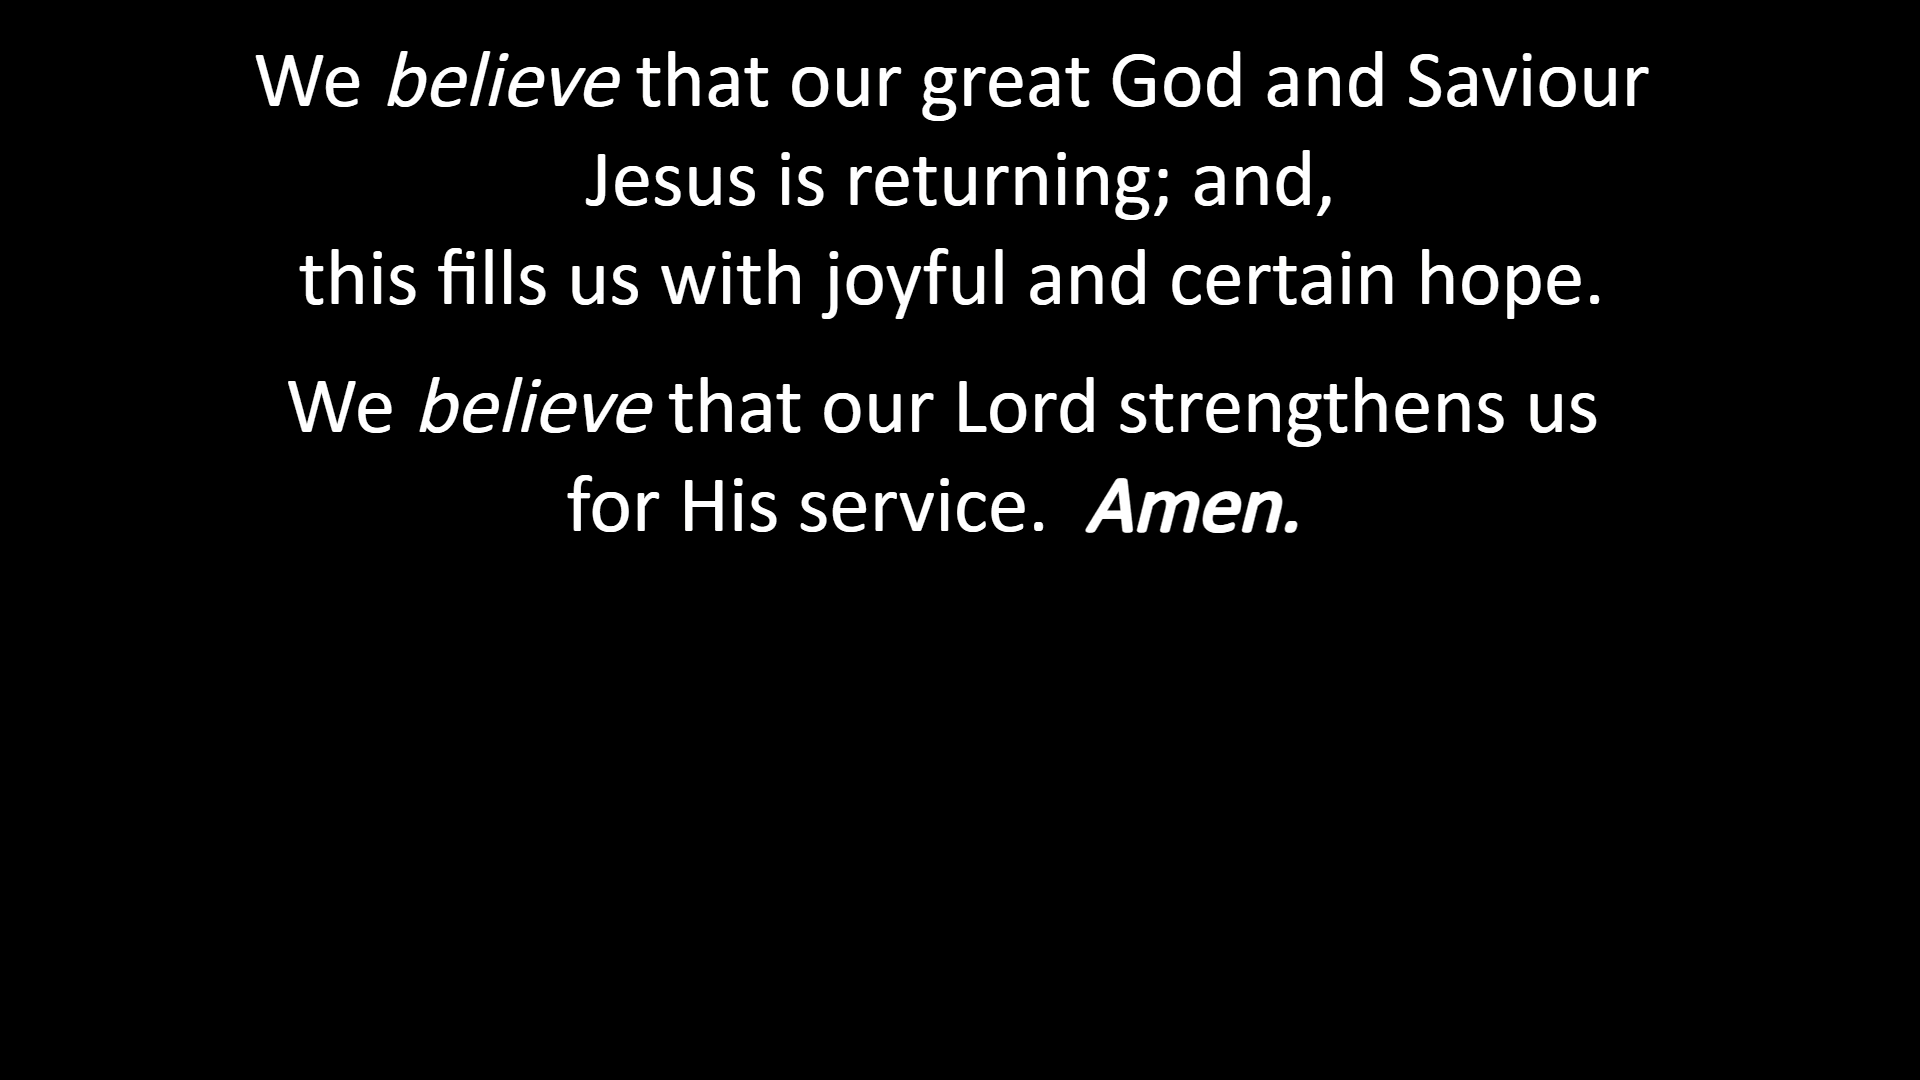 We believe that our great God and Saviour
Jesus is returning; and,
this fills us with joyful and certain hope.
We believe that our Lord strengthens us
for His service.  Amen.